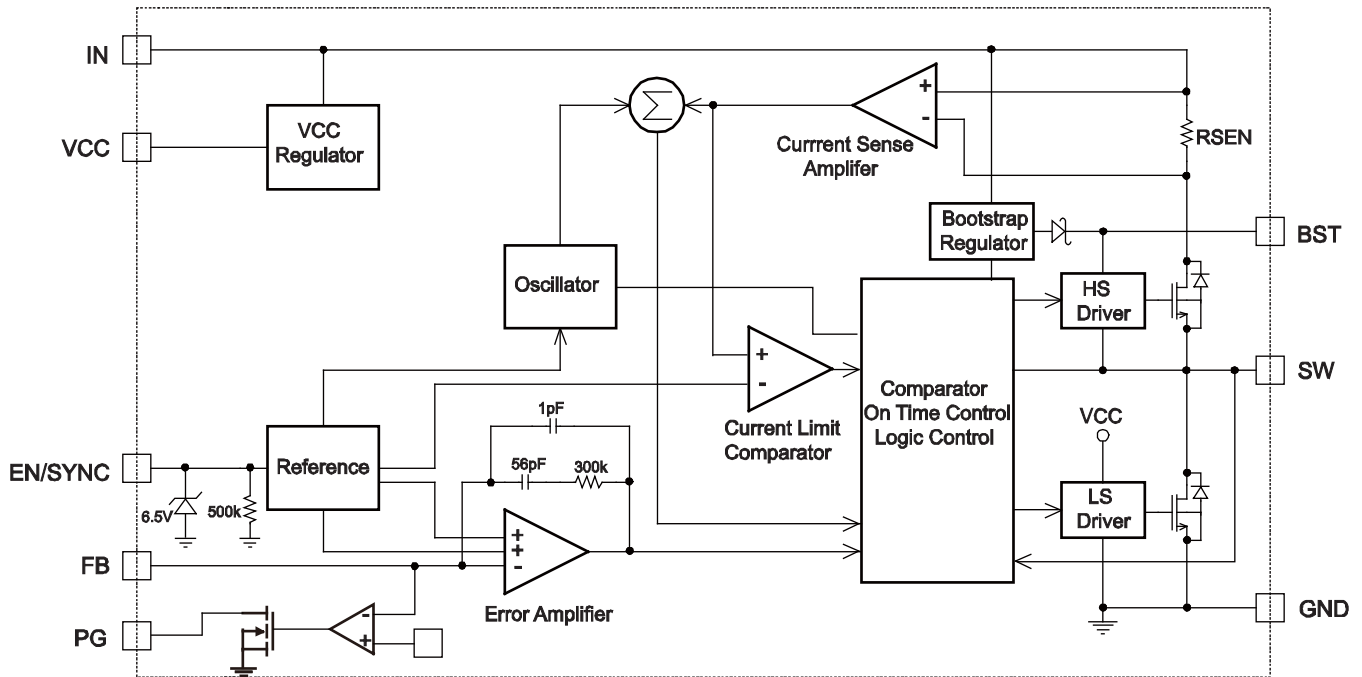 IN
VCC
Regulator
VCC
Σ
+
-
Currrent Sense
Amplifer
RSEN
Bootstrap
Regulator
BST
Oscillator
HS
Driver
+
-
Current Limit
Comparator
Comparator
On Time Control
Logic Control
SW
VCC
1pF
56pF
300k
EN/SYNC
Reference
6.5V
500k
LS
Driver
+
+
-
Error Amplifier
FB
PG
-
+
GND